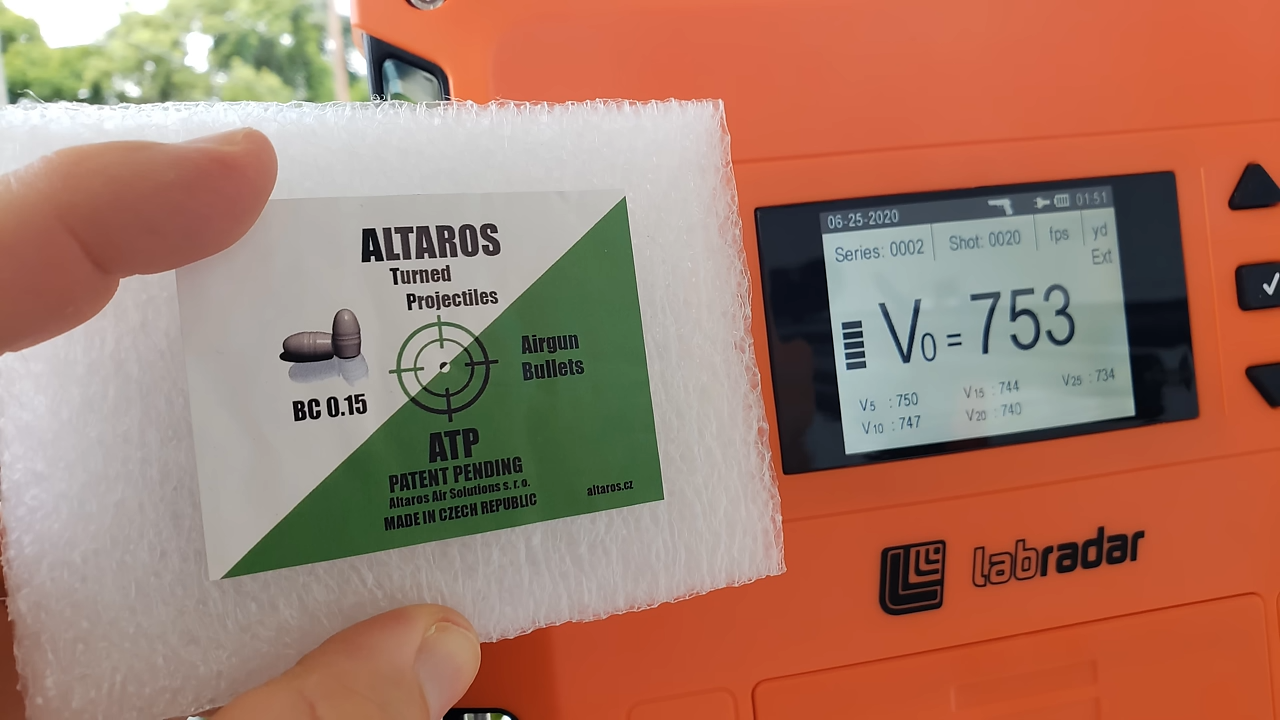 ALTAROS
Turned
Projectiles
Airgun
Bullets
BC 0.15
ATP
PATENT PENDING
Altaros Air Solutions s. r. o.
MADE IN CZECH REPUBLIC
altaros.cz
06-25-2020 01:51
Series: 0002 Shot: 0020 fps yd
Ext
V0 = 753
V5 : 750 V15 : 744 V25 : 734
V10 : 747 V20 : 740
labradar